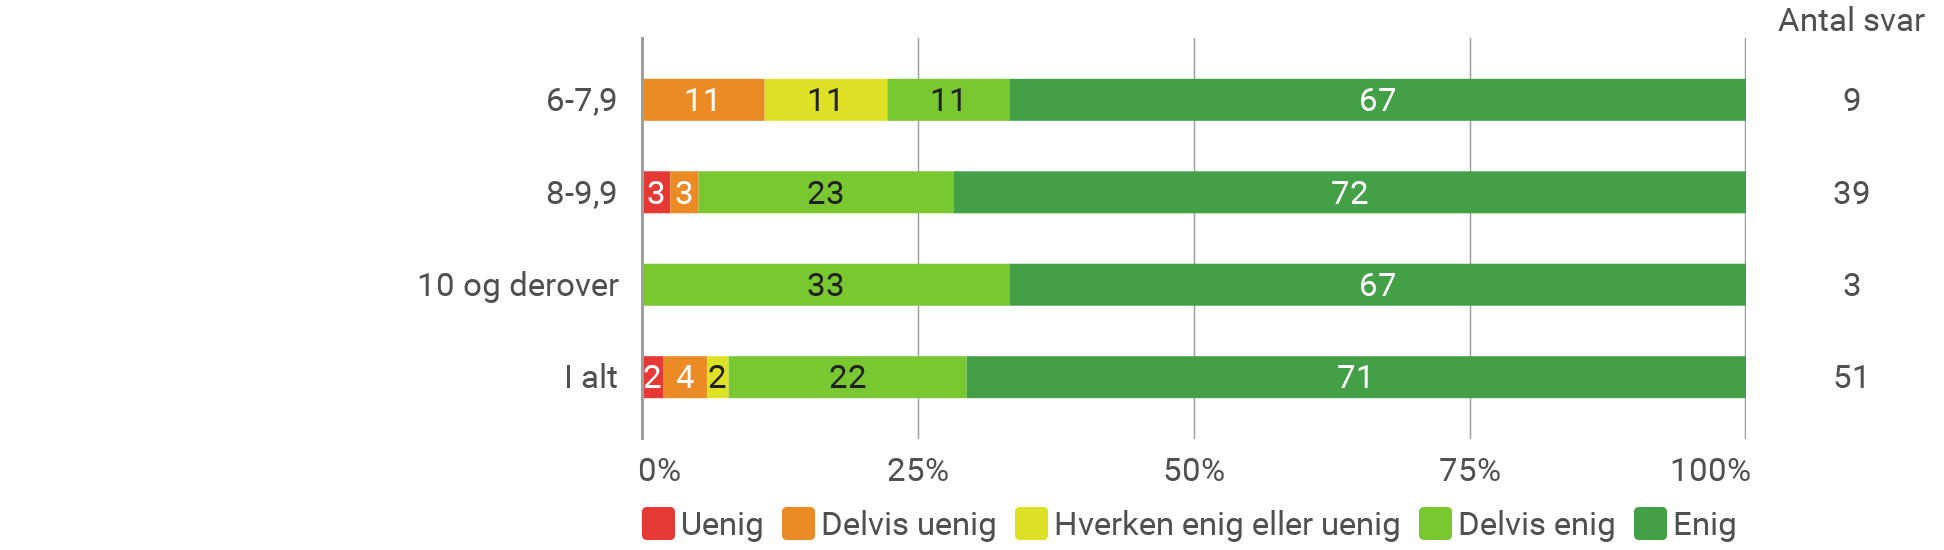 Antal svar
6-7,9 11 11 11 67 9
8-9,9 3 3 23 72 39
10 og derover 33 67 3
I alt 2 4 2 22 71 51
0% 25% 50% 75% 100%
Uenig Delvis uenig Hverken enig eller uenig Delvis enig Enig